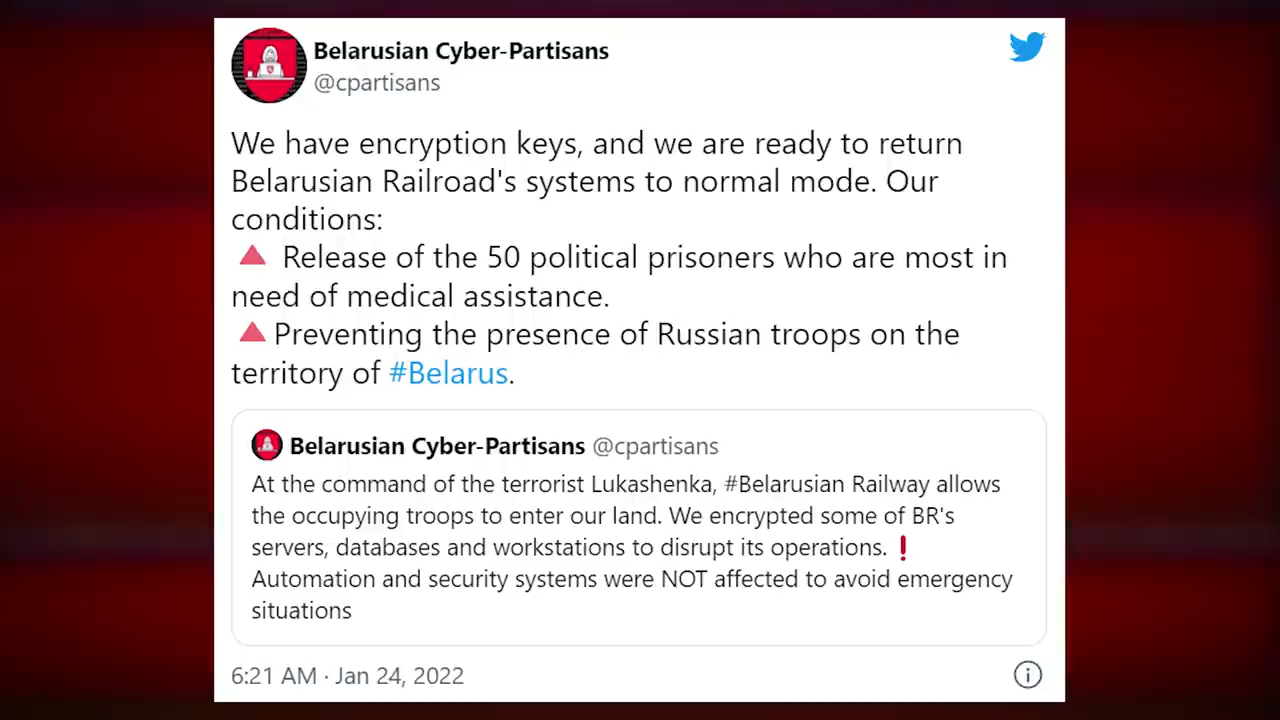 Belarusian Cyber-Partisans
@cpartisans
We have encryption keys, and we are ready to return
Belarusian Railroad's systems to normal mode. Our
conditions:
🔺 Release of the 50 political prisoners who are most in
need of medical assistance.
🔺Preventing the presence of Russian troops on the
territory of #Belarus.
Belarusian Cyber-Partisans @cpartisans
At the command of the terrorist Lukashenka, #Belarusian Railway allows
the occupying troops to enter our land. We encrypted some of BR's
servers, databases and workstations to disrupt its operations. ❗
Automation and security systems were NOT affected to avoid emergency
situations
6:21 AM · Jan 24, 2022